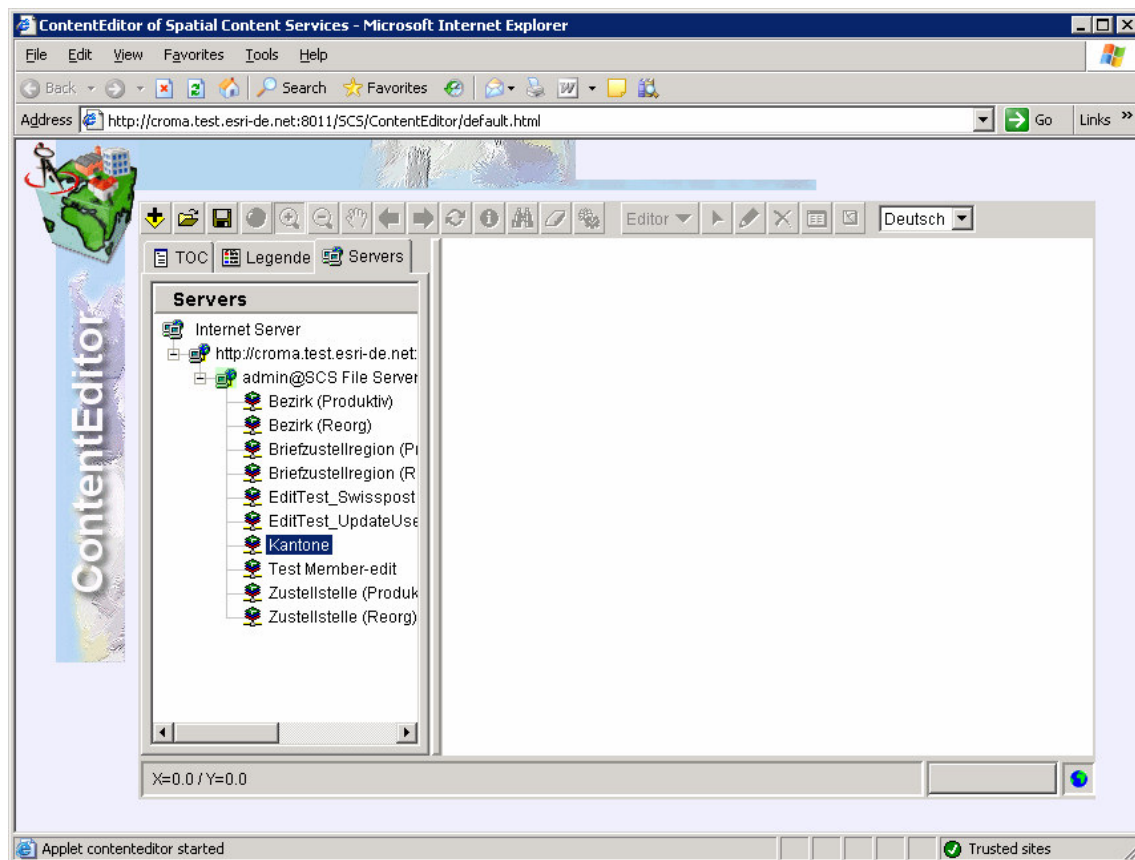 ContentEditor of Spatial Content Services - Microsoft Internet Explorer
File Edit View Favorites Tools Help
Back Search Favorites
Address http://croma.test.esri-de.net:8011/SCS/ContentEditor/default.html Go Links »
Editor Deutsch
TOC Legende Servers
ContentEditor
Servers
Internet Server
http://croma.test.esri-de.net:
admin@SCS File Server
Bezirk (Produktiv)
Bezirk (Reorg)
Briefzustellregion (Pr
Briefzustellregion (R
EditTest_Swisspost
EditTest_UpdateUse
Kantone
Test Member-edit
Zustellstelle (Produk
Zustellstelle (Reorg)
X=0.0 / Y=0.0
Applet contenteditor started Trusted sites